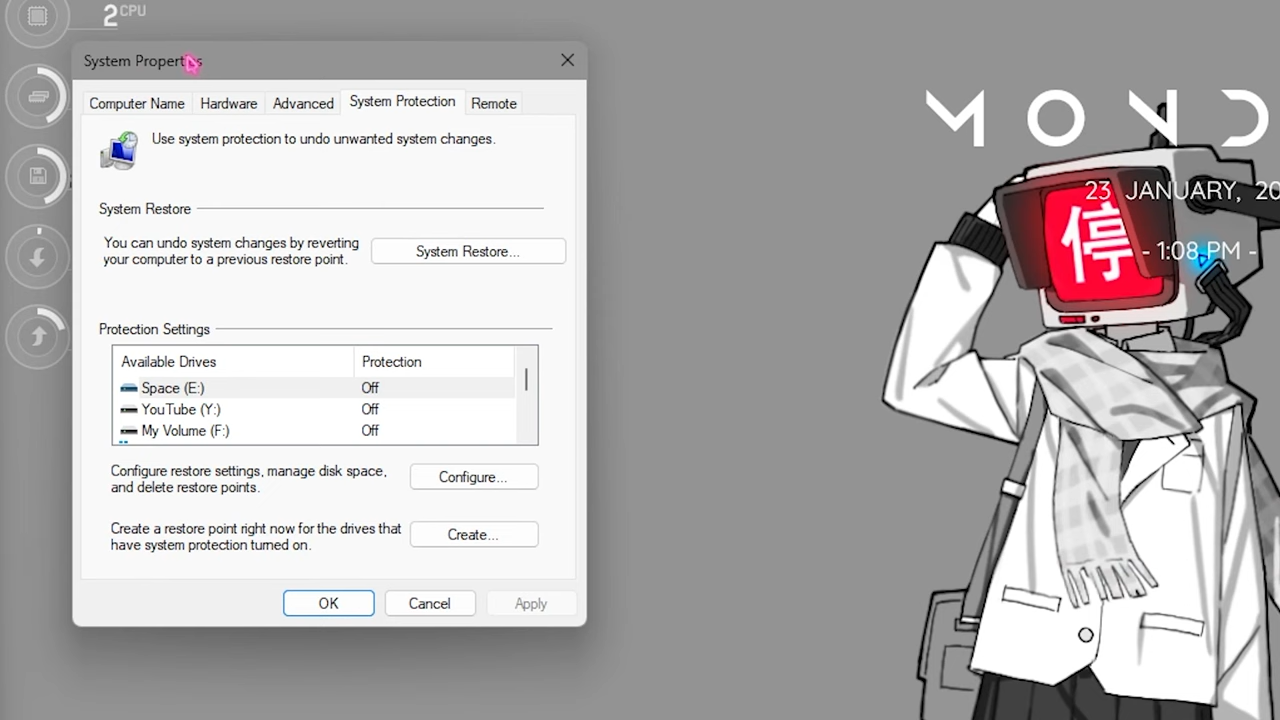 2 CPU
System Properties
Computer Name
Hardware
Advanced
System Protection
Remote
Use system protection to undo unwanted system changes.
System Restore
You can undo system changes by reverting
your computer to a previous restore point.
System Restore...
Protection Settings
Available Drives
Protection
Space (E:)
Off
YouTube (Y:)
Off
My Volume (F:)
Off
Configure restore settings, manage disk space,
and delete restore points.
Configure...
Create a restore point right now for the drives that
have system protection turned on.
Create...
OK
Cancel
Apply
MOND
23 JANUARY, 20
停
- 1:08 PM -